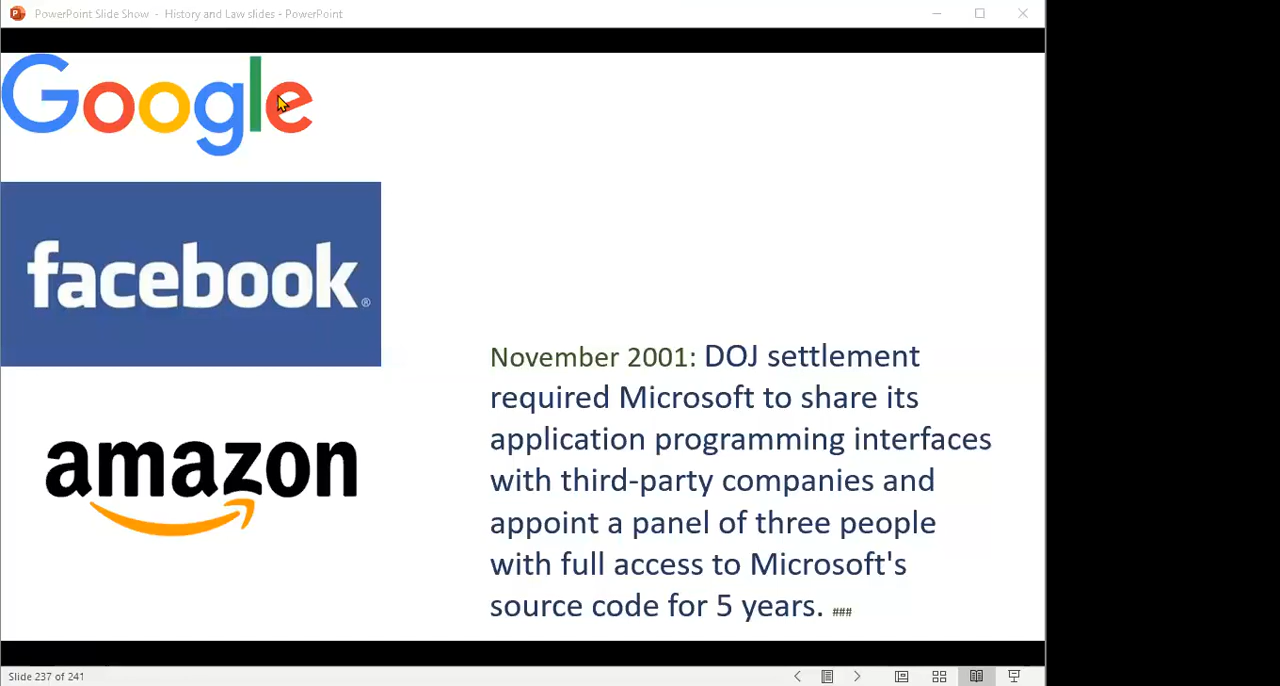 PowerPoint Slide Show - History and Law slides - PowerPoint
Google
facebook®
amazon
November 2001: DOJ settlement
required Microsoft to share its
application programming interfaces
with third-party companies and
appoint a panel of three people
with full access to Microsoft's
source code for 5 years. ###
Slide 237 of 241